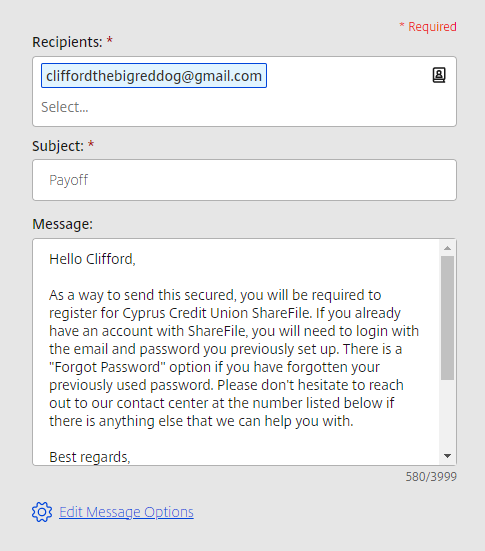 * Required
Recipients: *
cliffordthebigreddog@gmail.com
Select...
Subject: *
Payoff
Message:
Hello Clifford,
As a way to send this secured, you will be required to
register for Cyprus Credit Union ShareFile. If you already
have an account with ShareFile, you will need to login with
the email and password you previously set up. There is a
"Forgot Password" option if you have forgotten your
previously used password. Please don't hesitate to reach
out to our contact center at the number listed below if
there is anything else that we can help you with.
Best regards,
580/3999
Edit Message Options